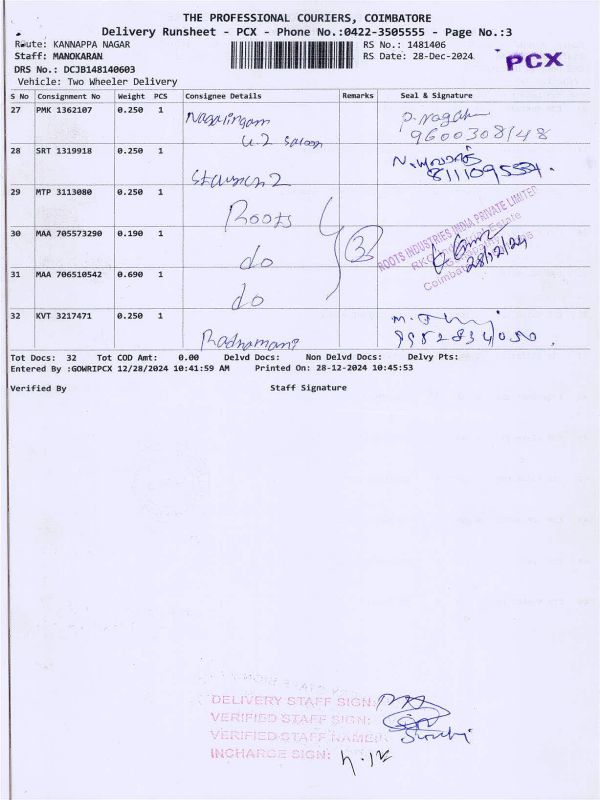 THE PROFESSIONAL COURIERS, COIMBATORE
Delivery Runsheet - PCX - Phone No.:0422-3505555 - Page No.:3
Route: KANNAPPA NAGAR RS No.: 1481406
Staff: MANOKARAN RS Date: 28-Dec-2024
PCX
DRS No.: DCJB148140603
Vehicle: Two Wheeler Delivery
S No Consignment No Weight PCS Consignee Details Remarks Seal & Signature
27 PMK 1362107 0.250 1 Nagalingam
U.2 Saloon
P. Nagal
9600308148
28 SRT 1319918 0.250 1
8111095554.
29 MTP 3113080 0.250 1 Roots
30 MAA 705573290 0.190 1 do
3
ROOTS INDUSTRIES INDIA PRIVATE LIMITED
28/12/24
31 MAA 706510542 0.690 1 do
32 KVT 3217471 0.250 1 Radhamani
Tot Docs: 32 Tot COD Amt: 0.00 Delvd Docs: Non Delvd Docs: Delvy Pts:
Entered By :GOWRIPCX 12/28/2024 10:41:59 AM Printed On: 28-12-2024 10:45:53
Verified By Staff Signature
DELIVERY STAFF SIGN:
VERIFIED STAFF SIGN:
VERIFIED STAFF NAME:
INCHARGE SIGN: